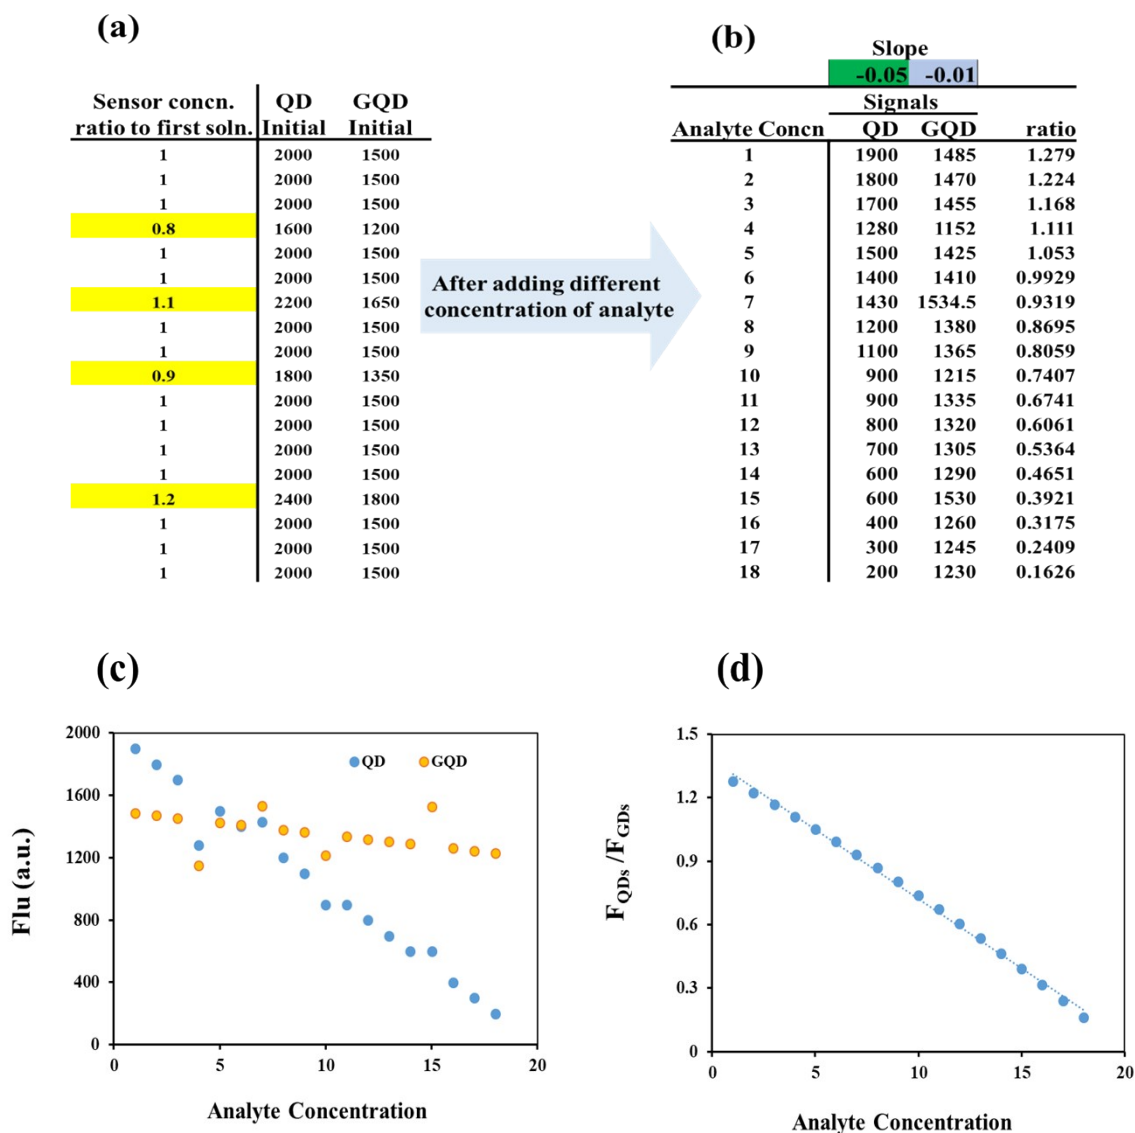 (a)
Sensor concn. QD GQD
ratio to first soln. Initial Initial
1 2000 1500
1 2000 1500
1 2000 1500
0.8 1600 1200
1 2000 1500
1 2000 1500
1.1 2200 1650
1 2000 1500
1 2000 1500
0.9 1800 1350
1 2000 1500
1 2000 1500
1 2000 1500
1 2000 1500
1.2 2400 1800
1 2000 1500
1 2000 1500
1 2000 1500
After adding different
concentration of analyte
(b)
Slope
-0.05 -0.01
Signals
Analyte Concn QD GQD ratio
1 1900 1485 1.279
2 1800 1470 1.224
3 1700 1455 1.168
4 1280 1152 1.111
5 1500 1425 1.053
6 1400 1410 0.9929
7 1430 1534.5 0.9319
8 1200 1380 0.8695
9 1100 1365 0.8059
10 900 1215 0.7407
11 900 1335 0.6741
12 800 1320 0.6061
13 700 1305 0.5364
14 600 1290 0.4651
15 600 1530 0.3921
16 400 1260 0.3175
17 300 1245 0.2409
18 200 1230 0.1626
(c)
Flu (a.u.)
2000
1600
1200
800
400
0
QD GQD
0 5 10 15 20
Analyte Concentration
(d)
FQDs /FGDs
1.5
1.2
0.9
0.6
0.3
0
0 5 10 15 20
Analyte Concentration